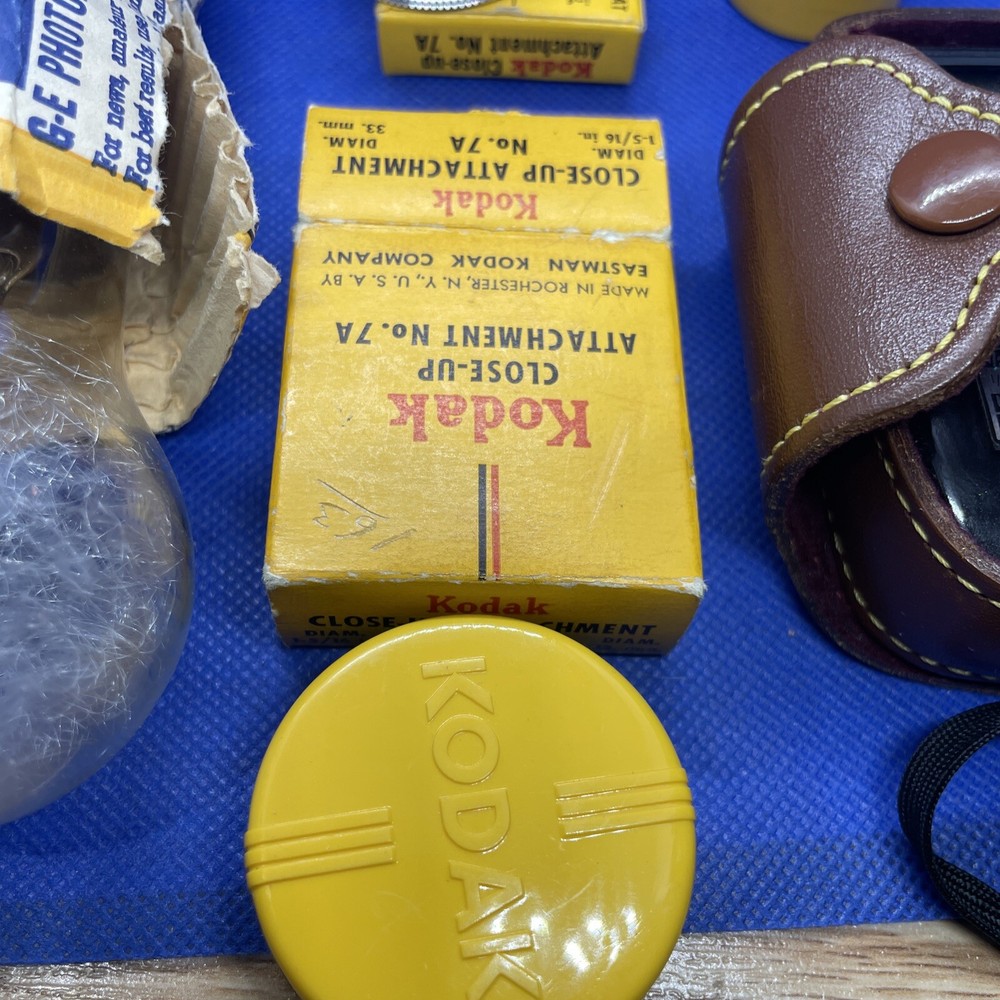 G-E PHOTO
For news, amateur
For best results use
Kodak Close-up
Attachment No. 7A
Kodak
CLOSE-UP ATTACHMENT
No. 7A
DIAM.
1-5/16 in.
DIAM.
33. mm.
Kodak
CLOSE-UP
ATTACHMENT No. 7A
MADE IN ROCHESTER, N. Y., U. S. A. BY
EASTMAN KODAK COMPANY
Kodak
DIAM.
DIAM.
KODAK